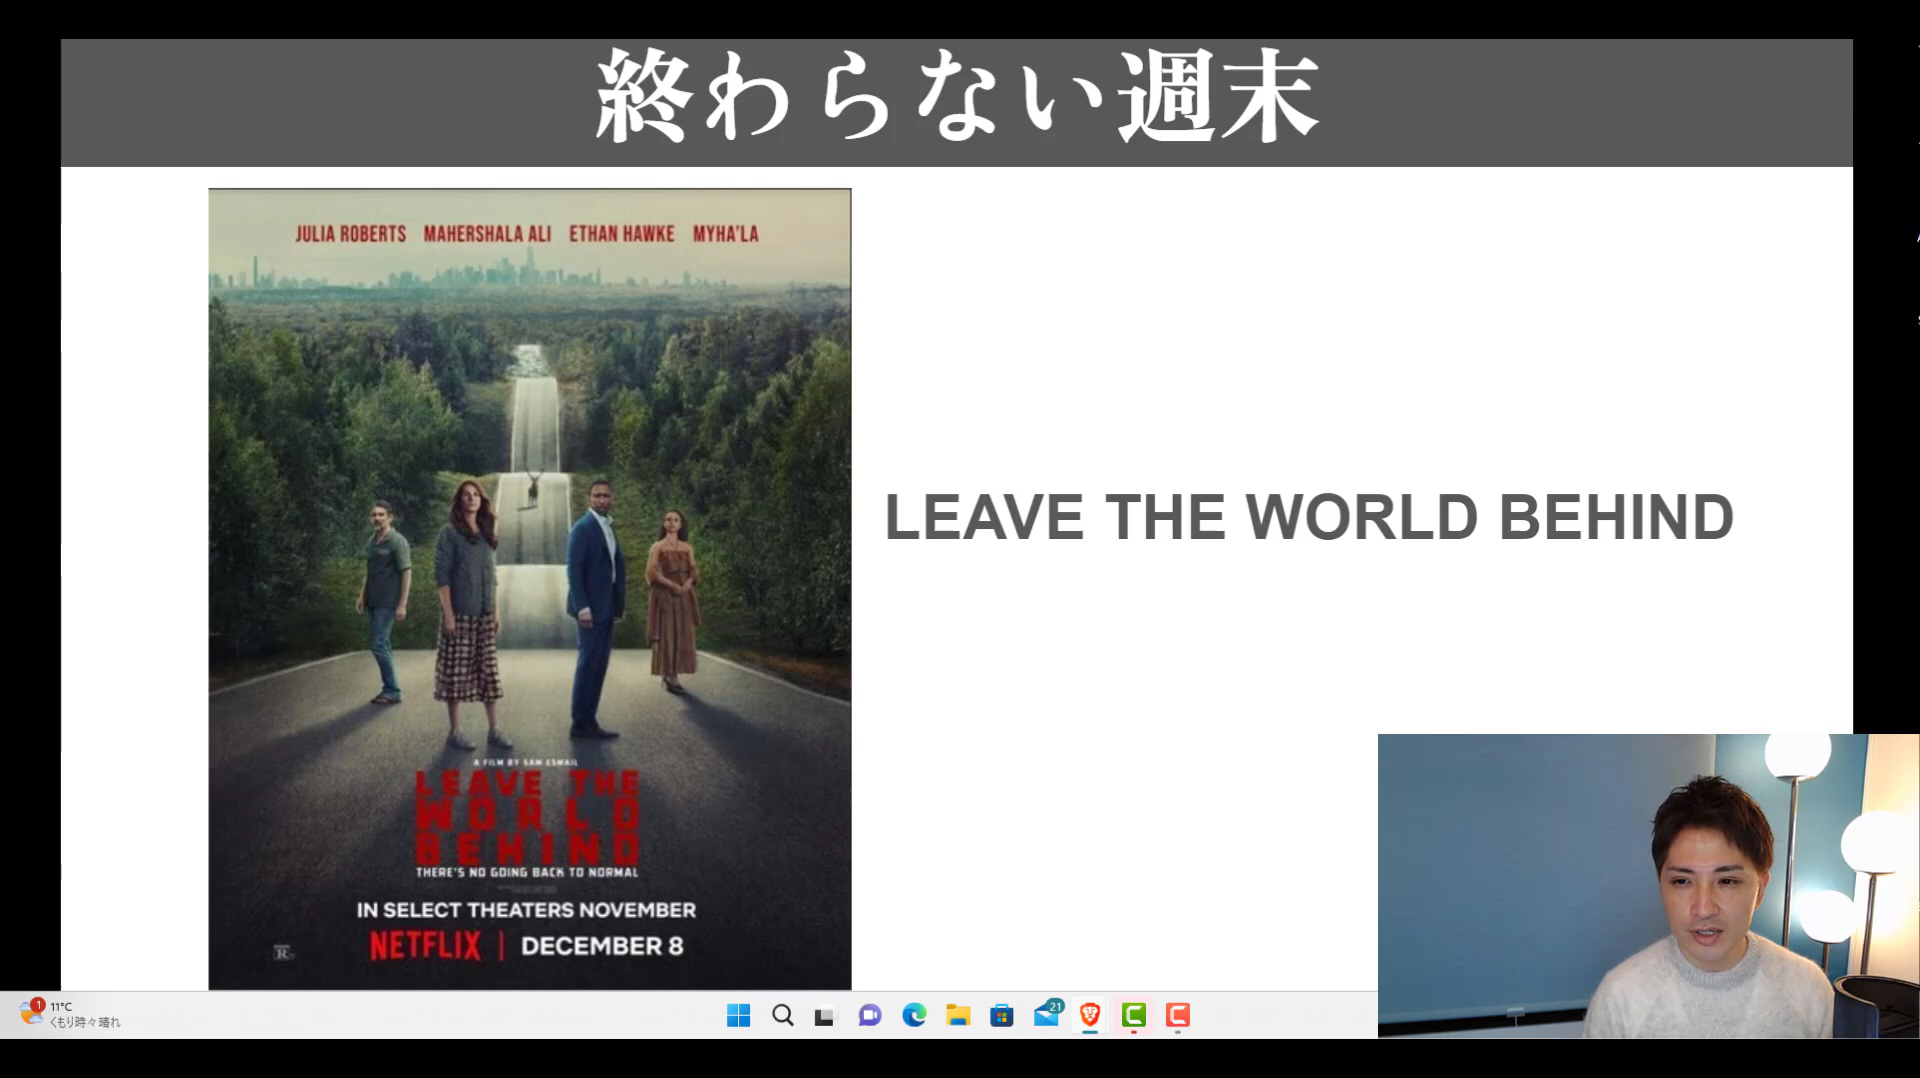 終わらない週末
JULIA ROBERTS MAHERSHALA ALI ETHAN HAWKE MYHA'LA
LEAVE THE WORLD BEHIND
A FILM BY SAM ESMAIL
LEAVE THE
WORLD
BEHIND
THERE'S NO GOING BACK TO NORMAL
IN SELECT THEATERS NOVEMBER
NETFLIX | DECEMBER 8
R
1
11°C
くもり時々晴れ
21